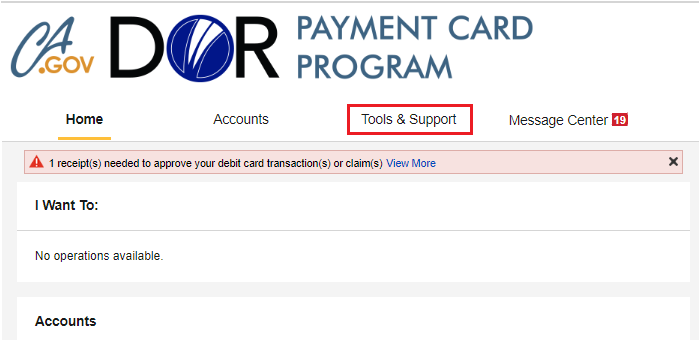 CA.GOV DOR PAYMENT CARD
PROGRAM
Home Accounts Tools & Support Message Center 19
1 receipt(s) needed to approve your debit card transaction(s) or claim(s) View More
I Want To:
No operations available.
Accounts